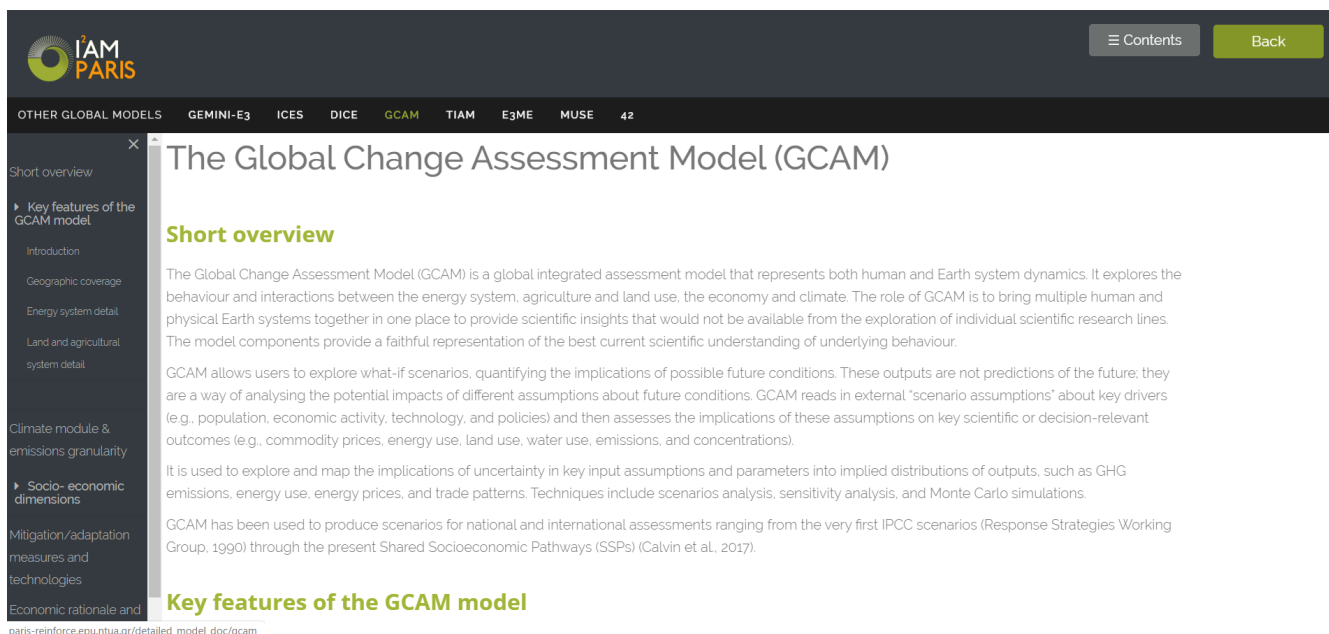 I²AM
PARIS
☰ Contents
Back
OTHER GLOBAL MODELS GEMINI-E3 ICES DICE GCAM TIAM E3ME MUSE 42
×
Short overview
Key features of the
GCAM model
Introduction
Geographic coverage
Energy system detail
Land and agricultural
system detail
Climate module &
emissions granularity
Socio- economic
dimensions
Mitigation/adaptation
measures and
technologies
Economic rationale and
The Global Change Assessment Model (GCAM)
Short overview
The Global Change Assessment Model (GCAM) is a global integrated assessment model that represents both human and Earth system dynamics. It explores the
behaviour and interactions between the energy system, agriculture and land use, the economy and climate. The role of GCAM is to bring multiple human and
physical Earth systems together in one place to provide scientific insights that would not be available from the exploration of individual scientific research lines.
The model components provide a faithful representation of the best current scientific understanding of underlying behaviour.
GCAM allows users to explore what-if scenarios, quantifying the implications of possible future conditions. These outputs are not predictions of the future; they
are a way of analysing the potential impacts of different assumptions about future conditions. GCAM reads in external “scenario assumptions” about key drivers
(e.g., population, economic activity, technology, and policies) and then assesses the implications of these assumptions on key scientific or decision-relevant
outcomes (e.g., commodity prices, energy use, land use, water use, emissions, and concentrations).
It is used to explore and map the implications of uncertainty in key input assumptions and parameters into implied distributions of outputs, such as GHG
emissions, energy use, energy prices, and trade patterns. Techniques include scenarios analysis, sensitivity analysis, and Monte Carlo simulations.
GCAM has been used to produce scenarios for national and international assessments ranging from the very first IPCC scenarios (Response Strategies Working
Group, 1990) through the present Shared Socioeconomic Pathways (SSPs) (Calvin et al., 2017).
Key features of the GCAM model
paris-reinforce.epu.ntua.gr/detailed_model_doc/gcam